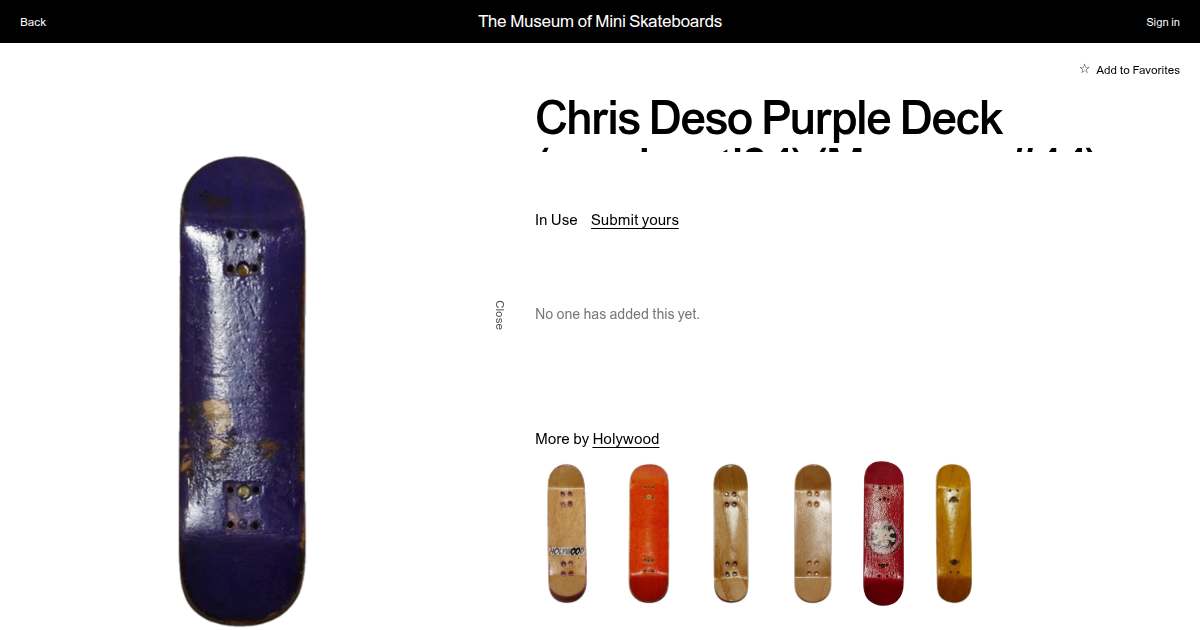 Back
The Museum of Mini Skateboards
Sign in
☆ Add to Favorites
Chris Deso Purple Deck
In Use Submit yours
Close
No one has added this yet.
More by Holywood
HOLYWOOD